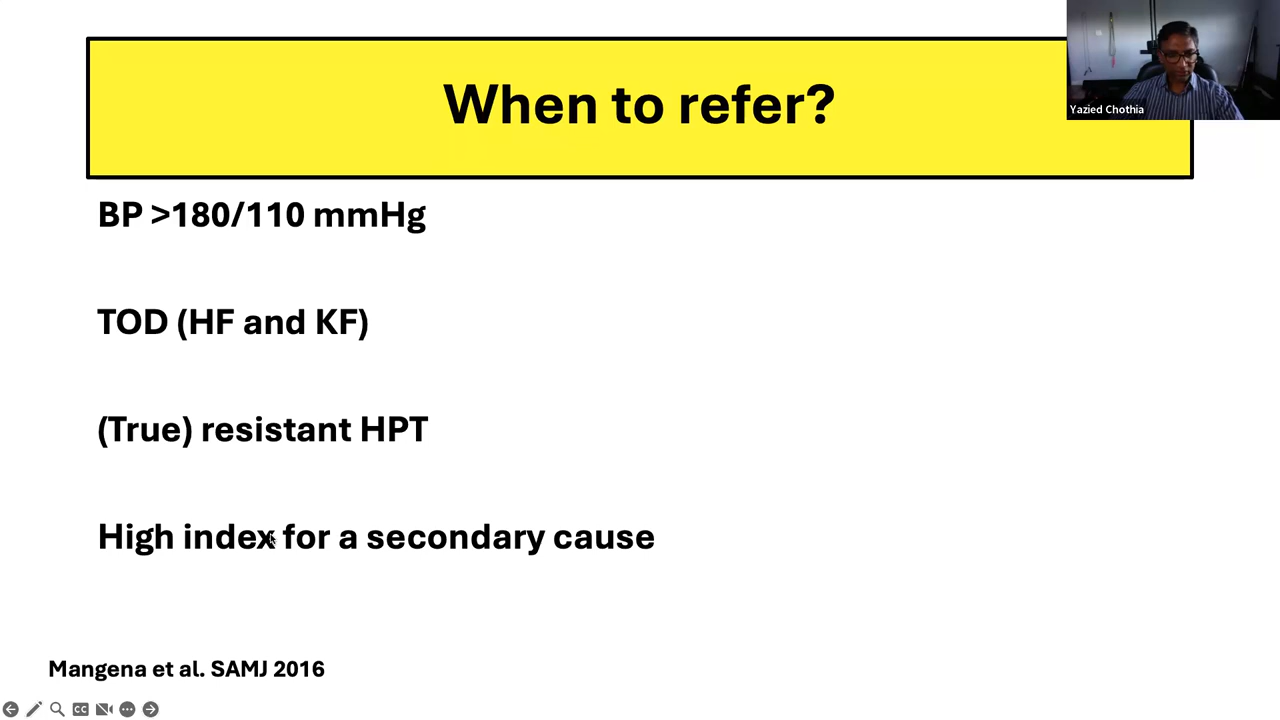 When to refer?
Yazied Chothia
BP >180/110 mmHg
TOD (HF and KF)
(True) resistant HPT
High index for a secondary cause
Mangena et al. SAMJ 2016
CC